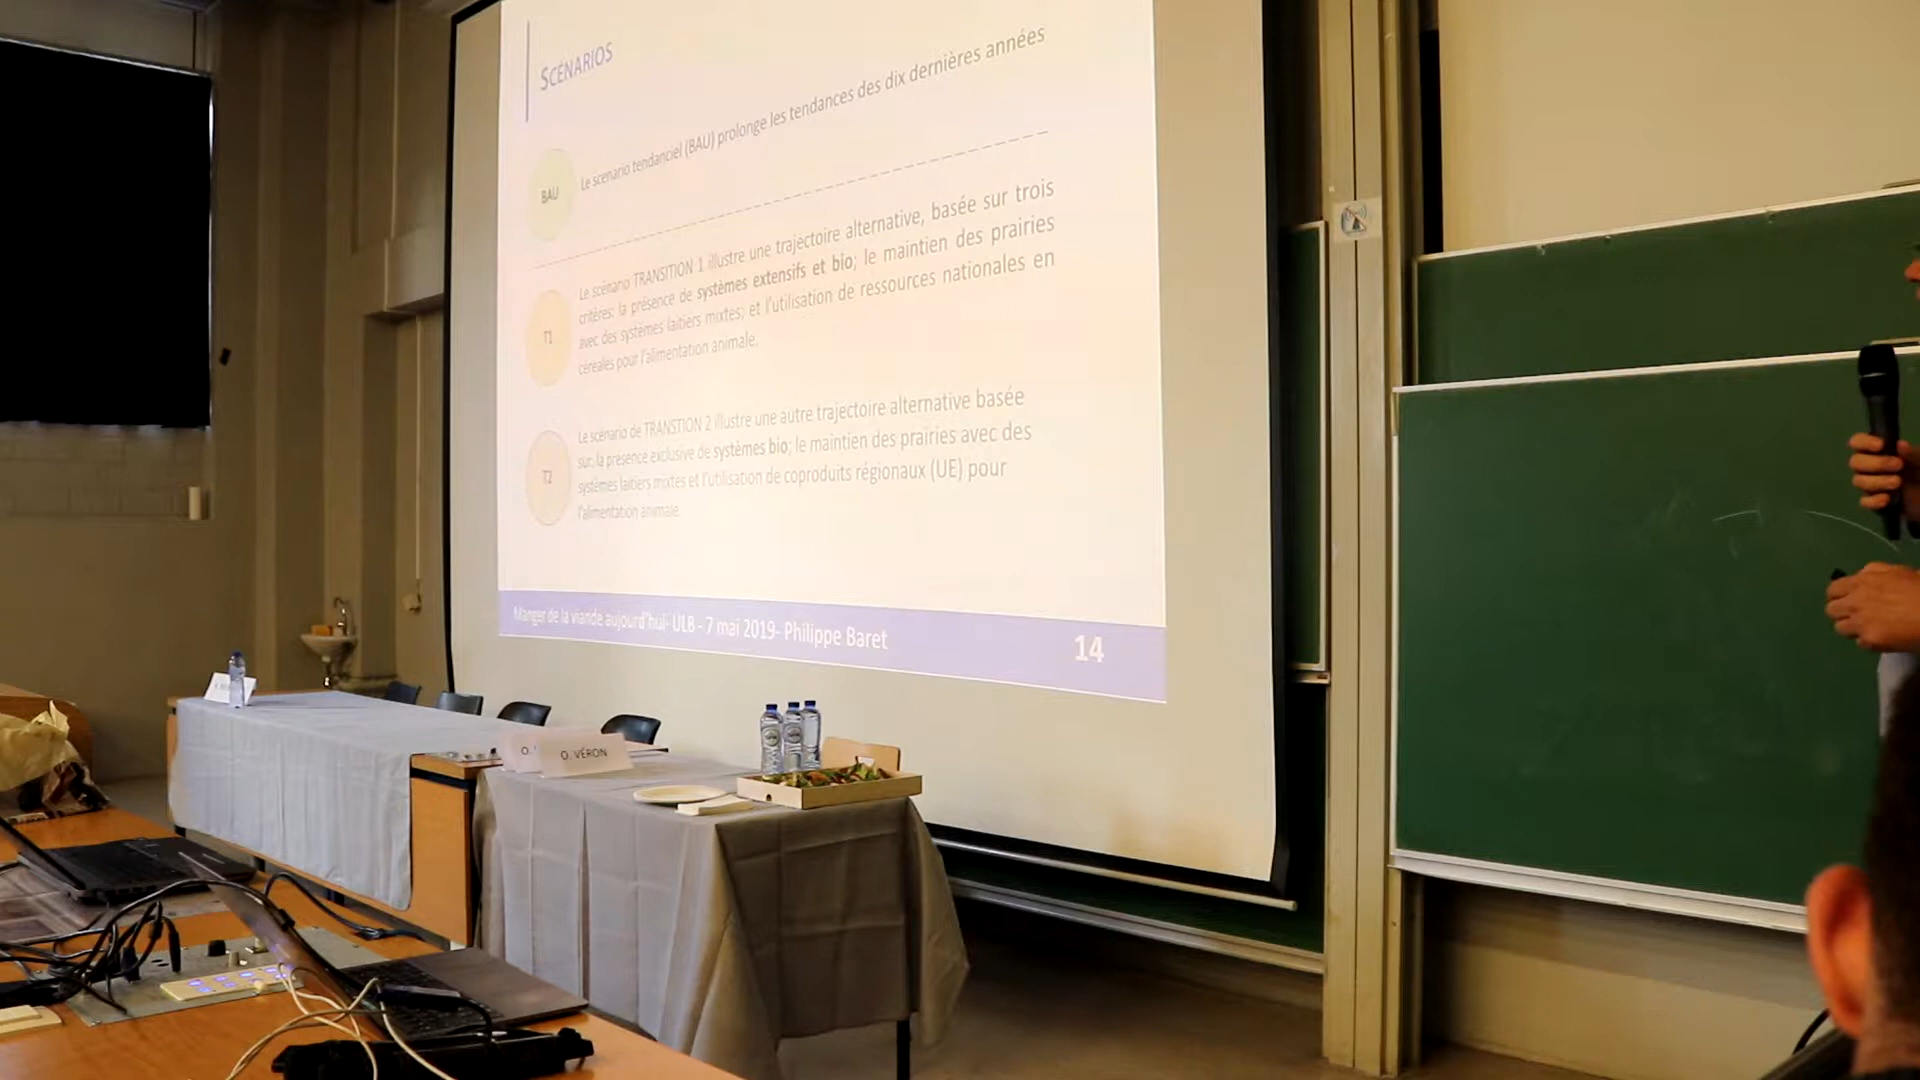 SCÉNARIOS
BAU
Le scenario tendanciel (BAU) prolonge les tendances des dix dernières années
T1
Le scénario TRANSITION 1 illustre une trajectoire alternative, basée sur trois
critères: la présence de systèmes extensifs et bio; le maintien des prairies
avec des systèmes laitiers mixtes; et l'utilisation de ressources nationales en
céréales pour l'alimentation animale.
T2
Le scénario de TRANSTION 2 illustre une autre trajectoire alternative basée
sur: la présence exclusive de systèmes bio; le maintien des prairies avec des
systèmes laitiers mixtes et l'utilisation de coproduits régionaux (UE) pour
l'alimentation animale.
Manger de la viande aujourd'hui- ULB - 7 mai 2019- Philippe Baret
14
O.
O. VÉRON